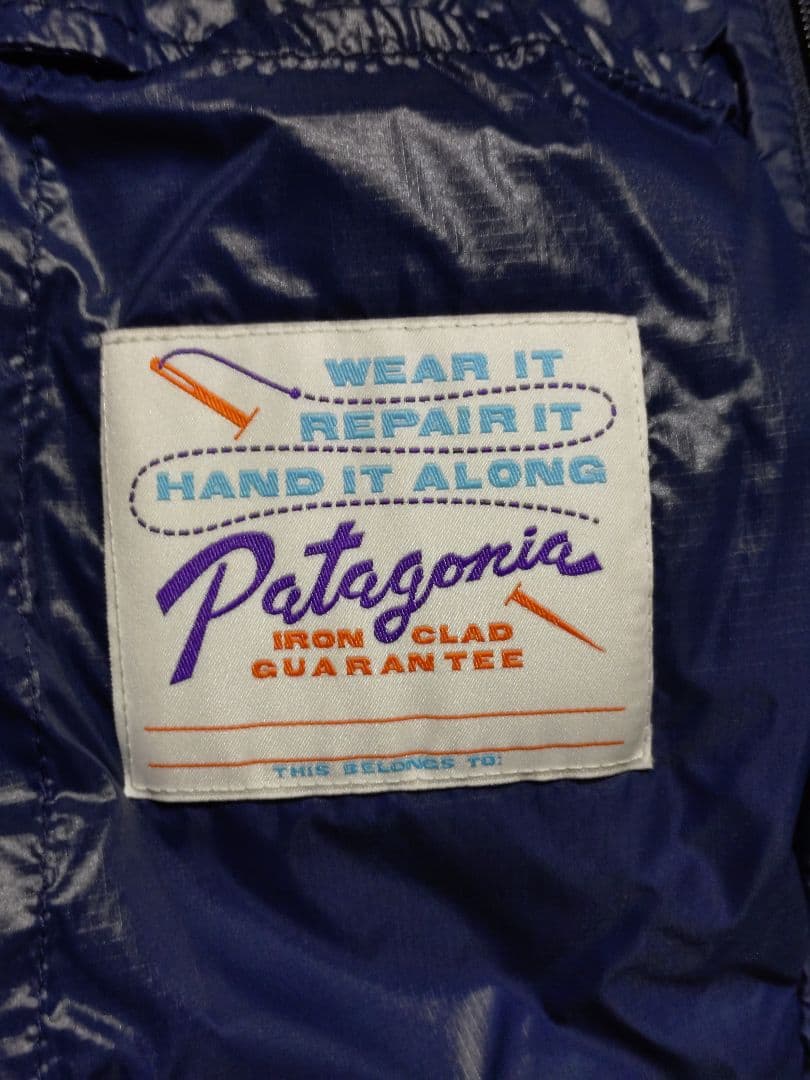 WEAR IT
REPAIR IT
HAND IT ALONG
Patagonia
IRON CLAD
GUARANTEE
THIS BELONGS TO: